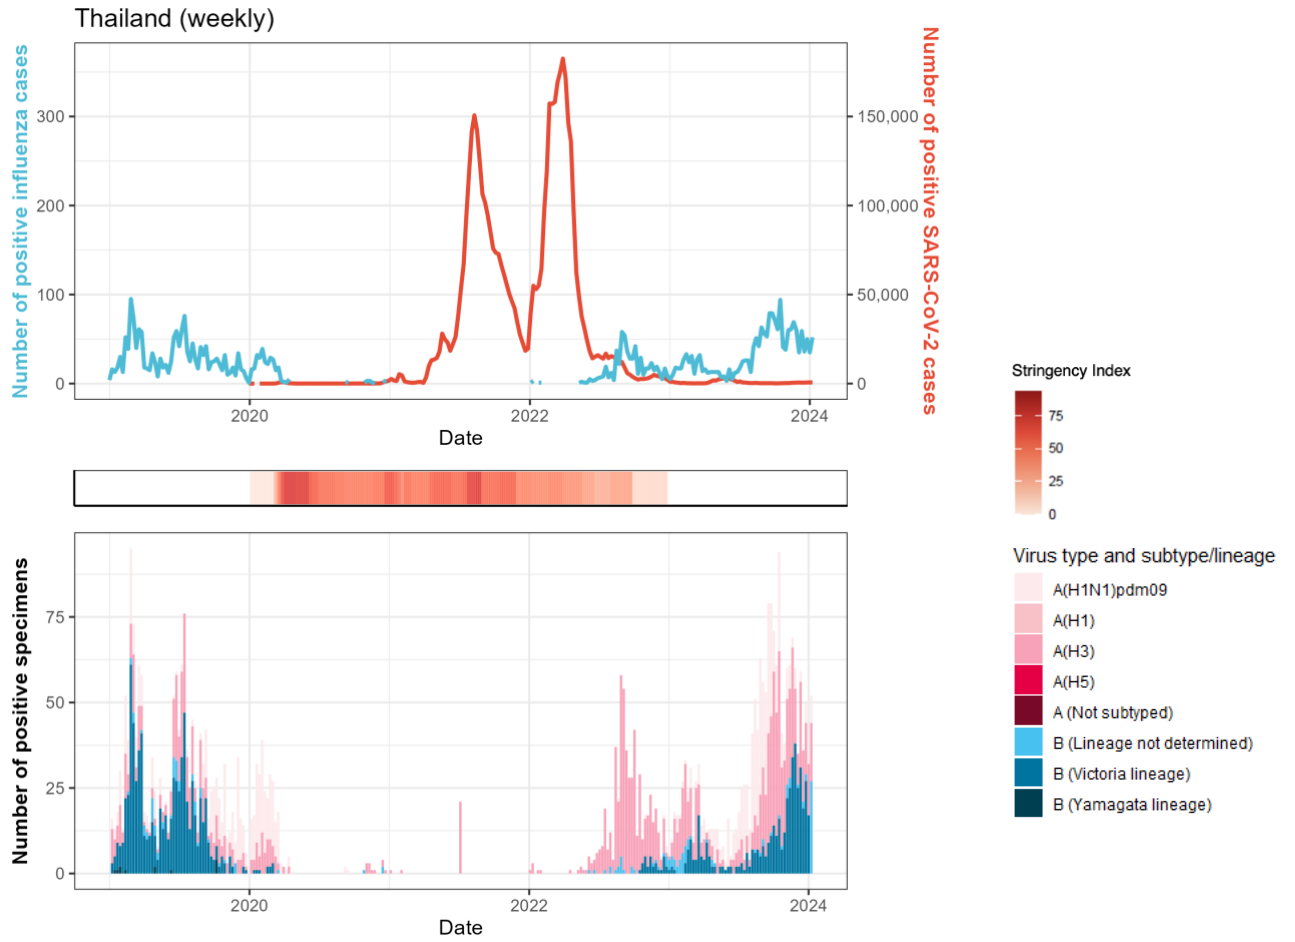 Thailand (weekly)
Number of positive influenza cases
300
200
100
0
150,000
100,000
50,000
0
Number of positive SARS-CoV-2 cases
2020
2022
2024
Date
Stringency Index
75
50
25
0
Number of positive specimens
75
50
25
0
2020
2022
2024
Date
Virus type and subtype/lineage
A(H1N1)pdm09
A(H1)
A(H3)
A(H5)
A (Not subtyped)
B (Lineage not determined)
B (Victoria lineage)
B (Yamagata lineage)